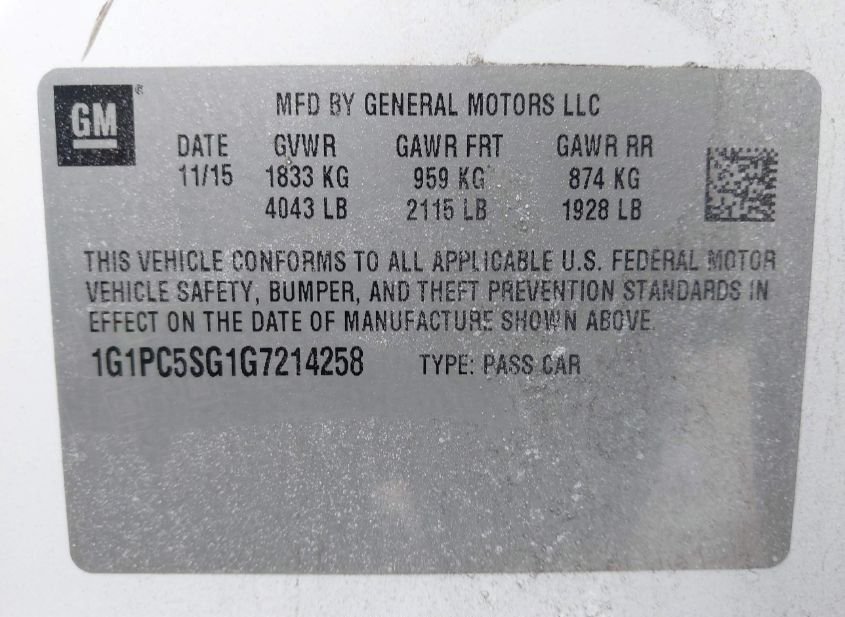 GM
MFD BY GENERAL MOTORS LLC
DATE GVWR GAWR FRT GAWR RR
11/15 1833 KG 959 KG 874 KG
4043 LB 2115 LB 1928 LB
THIS VEHICLE CONFORMS TO ALL APPLICABLE U.S. FEDERAL MOTOR
VEHICLE SAFETY, BUMPER, AND THEFT PREVENTION STANDARDS IN
EFFECT ON THE DATE OF MANUFACTURE SHOWN ABOVE.
1G1PC5SG1G7214258 TYPE: PASS CAR